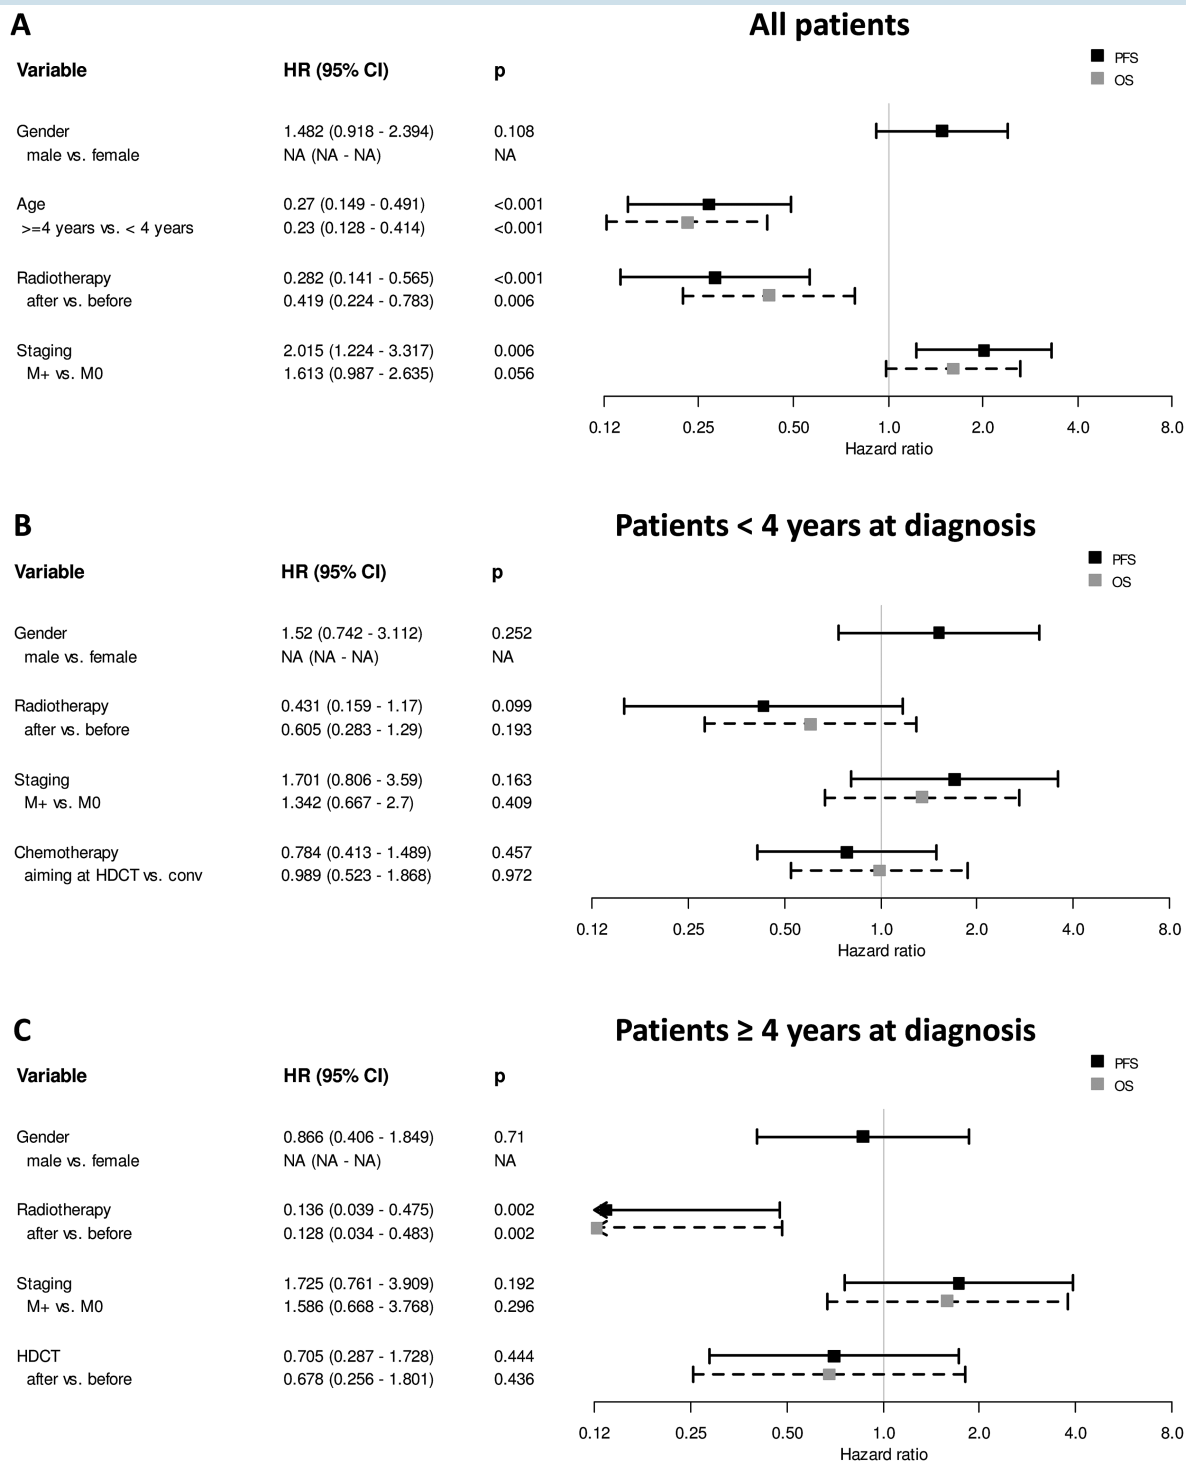 A
All patients
Variable HR (95% CI) p
PFS
OS
Gender 1.482 (0.918 - 2.394) 0.108
male vs. female NA (NA - NA) NA
Age 0.27 (0.149 - 0.491) <0.001
>=4 years vs. < 4 years 0.23 (0.128 - 0.414) <0.001
Radiotherapy 0.282 (0.141 - 0.565) <0.001
after vs. before 0.419 (0.224 - 0.783) 0.006
Staging 2.015 (1.224 - 3.317) 0.006
M+ vs. M0 1.613 (0.987 - 2.635) 0.056
0.12 0.25 0.50 1.0 2.0 4.0 8.0
Hazard ratio
B
Patients < 4 years at diagnosis
Variable HR (95% CI) p
PFS
OS
Gender 1.52 (0.742 - 3.112) 0.252
male vs. female NA (NA - NA) NA
Radiotherapy 0.431 (0.159 - 1.17) 0.099
after vs. before 0.605 (0.283 - 1.29) 0.193
Staging 1.701 (0.806 - 3.59) 0.163
M+ vs. M0 1.342 (0.667 - 2.7) 0.409
Chemotherapy 0.784 (0.413 - 1.489) 0.457
aiming at HDCT vs. conv 0.989 (0.523 - 1.868) 0.972
0.12 0.25 0.50 1.0 2.0 4.0 8.0
Hazard ratio
C
Patients ≥ 4 years at diagnosis
Variable HR (95% CI) p
PFS
OS
Gender 0.866 (0.406 - 1.849) 0.71
male vs. female NA (NA - NA) NA
Radiotherapy 0.136 (0.039 - 0.475) 0.002
after vs. before 0.128 (0.034 - 0.483) 0.002
Staging 1.725 (0.761 - 3.909) 0.192
M+ vs. M0 1.586 (0.668 - 3.768) 0.296
HDCT 0.705 (0.287 - 1.728) 0.444
after vs. before 0.678 (0.256 - 1.801) 0.436
0.12 0.25 0.50 1.0 2.0 4.0 8.0
Hazard ratio